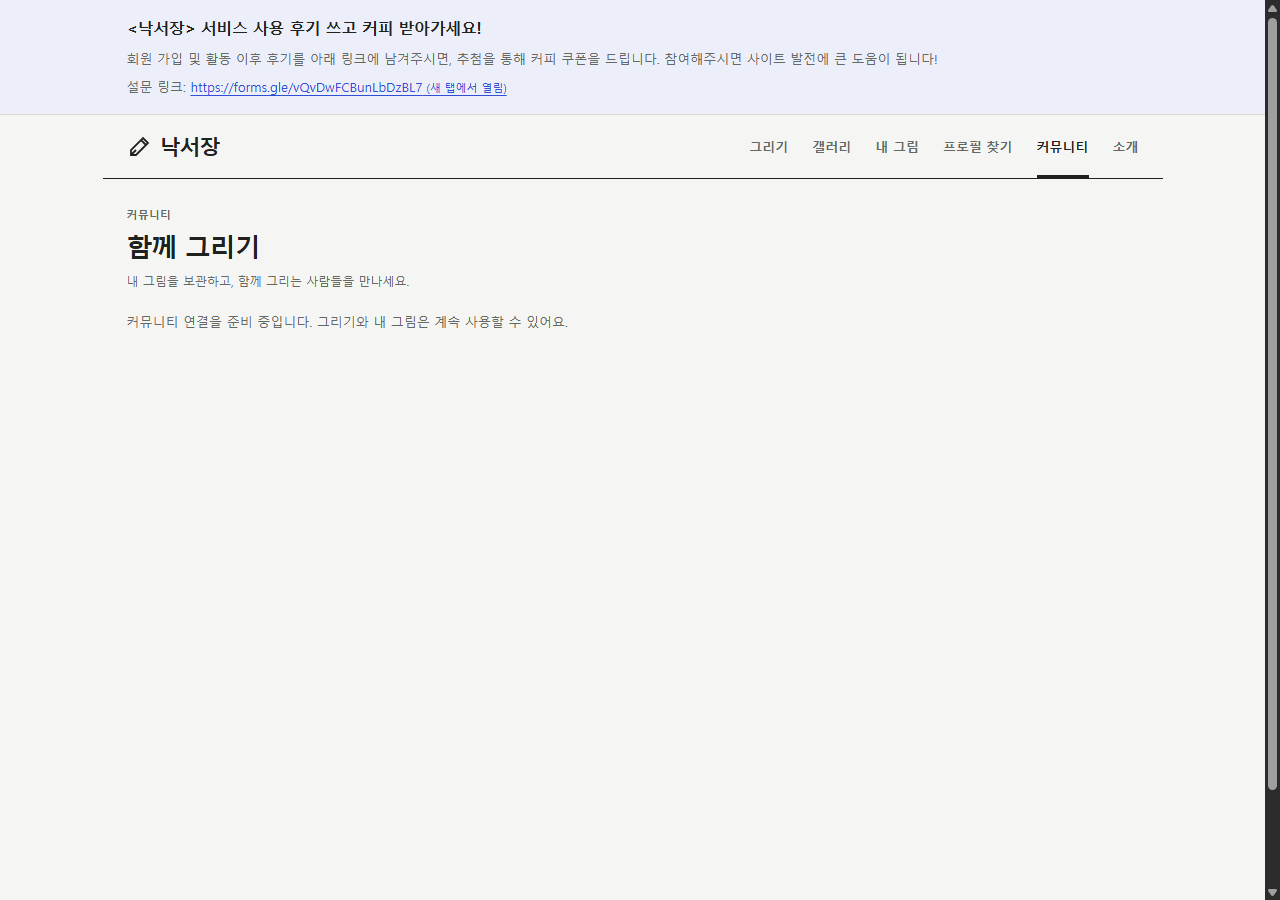 <낙서장> 서비스 사용 후기 쓰고 커피 받아가세요!
회원 가입 및 활동 이후 후기를 아래 링크에 남겨주시면, 추첨을 통해 커피 쿠폰을 드립니다. 참여해주시면 사이트 발전에 큰 도움이 됩니다!
설문 링크: https://forms.gle/vQvDwFCBunLbDzBL7 (새 탭에서 열림)
낙서장
그리기 갤러리 내 그림 프로필 찾기 커뮤니티 소개
커뮤니티
함께 그리기
내 그림을 보관하고, 함께 그리는 사람들을 만나세요.
커뮤니티 연결을 준비 중입니다. 그리기와 내 그림은 계속 사용할 수 있어요.